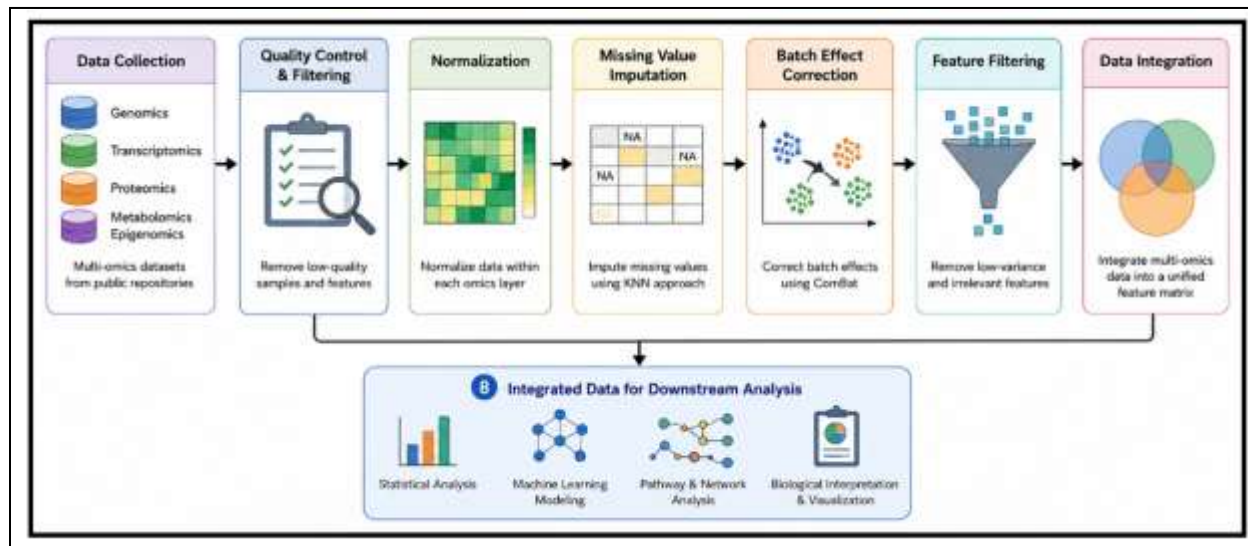 Data Collection
Genomics
Transcriptomics
Proteomics
Metabolomics
Epigenomics
Multi-omics datasets
from public repositories
Quality Control
& Filtering
Remove low-quality
samples and features
Normalization
Normalize data within
each omics layer
Missing Value
Imputation
NA
NA
NA
Impute missing values
using KNN approach
Batch Effect
Correction
Correct batch effects
using ComBat
Feature Filtering
Remove low-variance
and irrelevant features
Data Integration
Integrate multi-omics
data into a unified
feature matrix
B Integrated Data for Downstream Analysis
Statistical Analysis
Machine Learning
Modeling
Pathway & Network
Analysis
Biological Interpretation
& Visualization